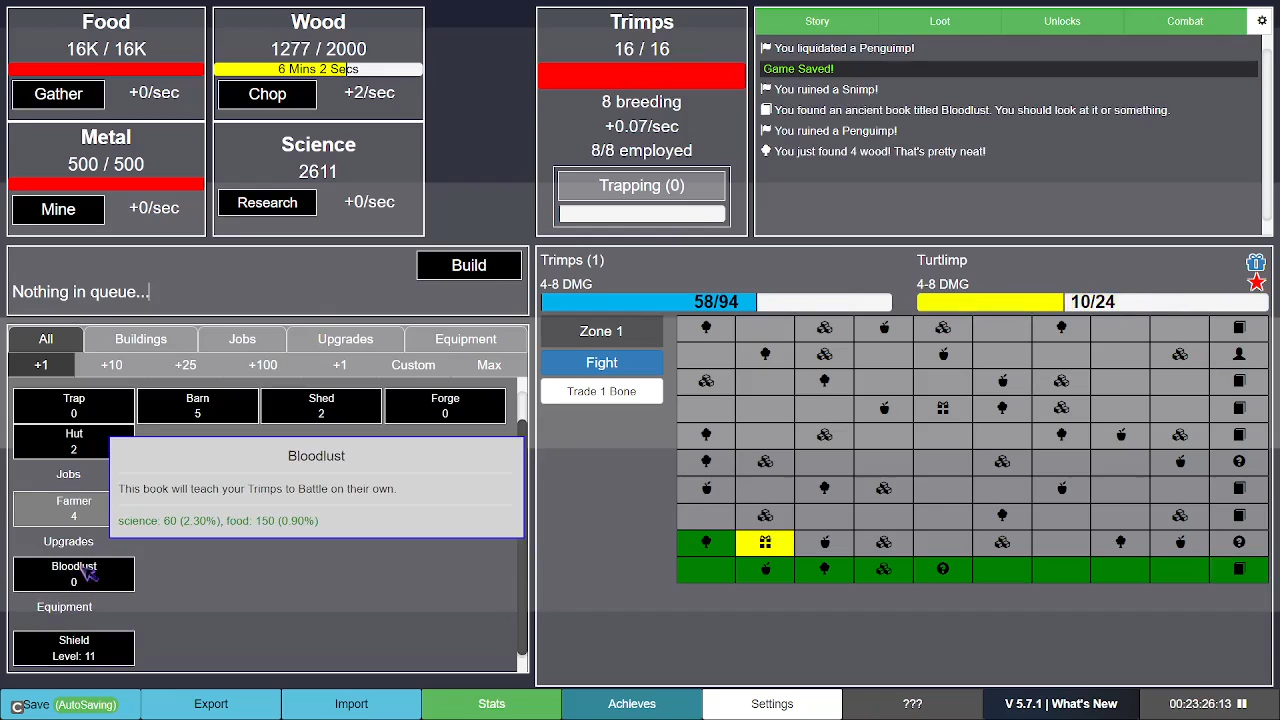 Food
16K / 16K
Gather
+0/sec
Wood
1277 / 2000
6 Mins 2 Secs
Chop
+2/sec
Metal
500 / 500
Mine
+0/sec
Science
2611
Research
+0/sec
Trimps
16 / 16
8 breeding
+0.07/sec
8/8 employed
Trapping (0)
Story
Loot
Unlocks
Combat
You liquidated a Penguimp!
Game Saved!
You ruined a Snimp!
You found an ancient book titled Bloodlust. You should look at it or something.
You ruined a Penguimp!
You just found 4 wood! That's pretty neat!
Build
Nothing in queue...
All
Buildings
Jobs
Upgrades
Equipment
+1
+10
+25
+100
+1
Custom
Max
Trap
0
Barn
5
Shed
2
Forge
0
Hut
2
Jobs
Farmer
4
Upgrades
Bloodlust
0
Equipment
Shield
Level: 11
Bloodlust
This book will teach your Trimps to Battle on their own.
science: 60 (2.30%), food: 150 (0.90%)
Trimps (1)
4-8 DMG
58/94
Turtlimp
4-8 DMG
10/24
Zone 1
Fight
Trade 1 Bone
Save (AutoSaving)
Export
Import
Stats
Achieves
Settings
???
V 5.7.1 | What's New
00:23:26:13